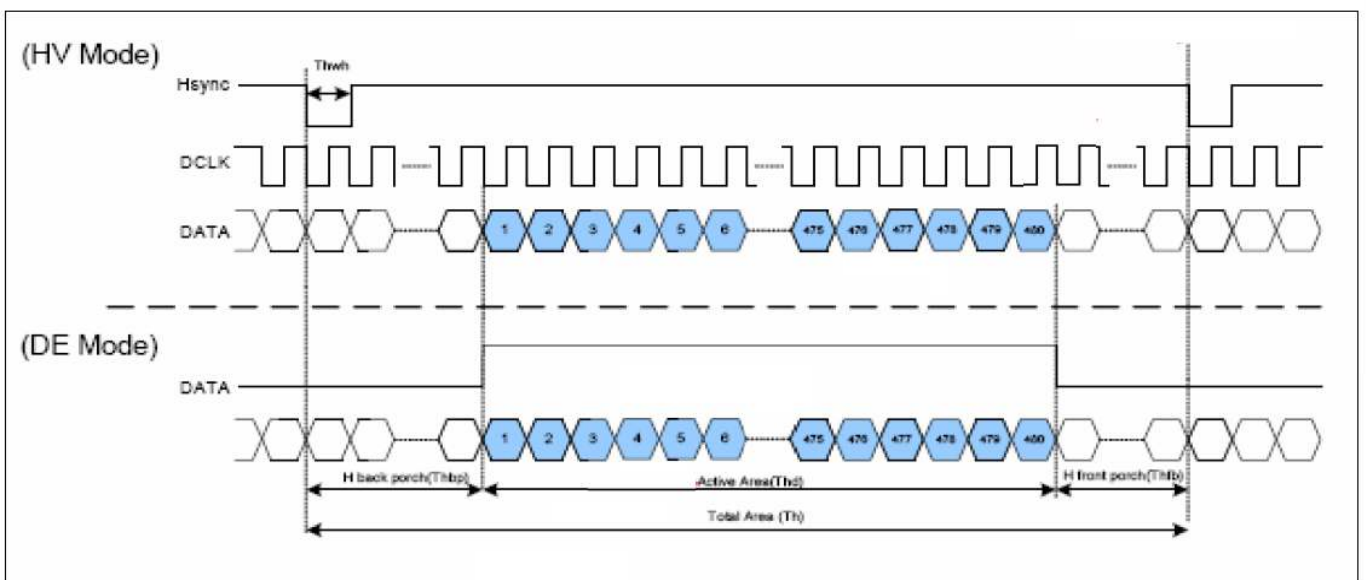 (HV Mode)
Thwh
Hsync
DCLK
DATA 1 2 3 4 5 6 475 476 477 478 479 480
(DE Mode)
DATA
1 2 3 4 5 6 475 476 477 478 479 480
H back porch(Thbp) Active Area(Thd) H front porch(Thfb)
Total Area (Th)